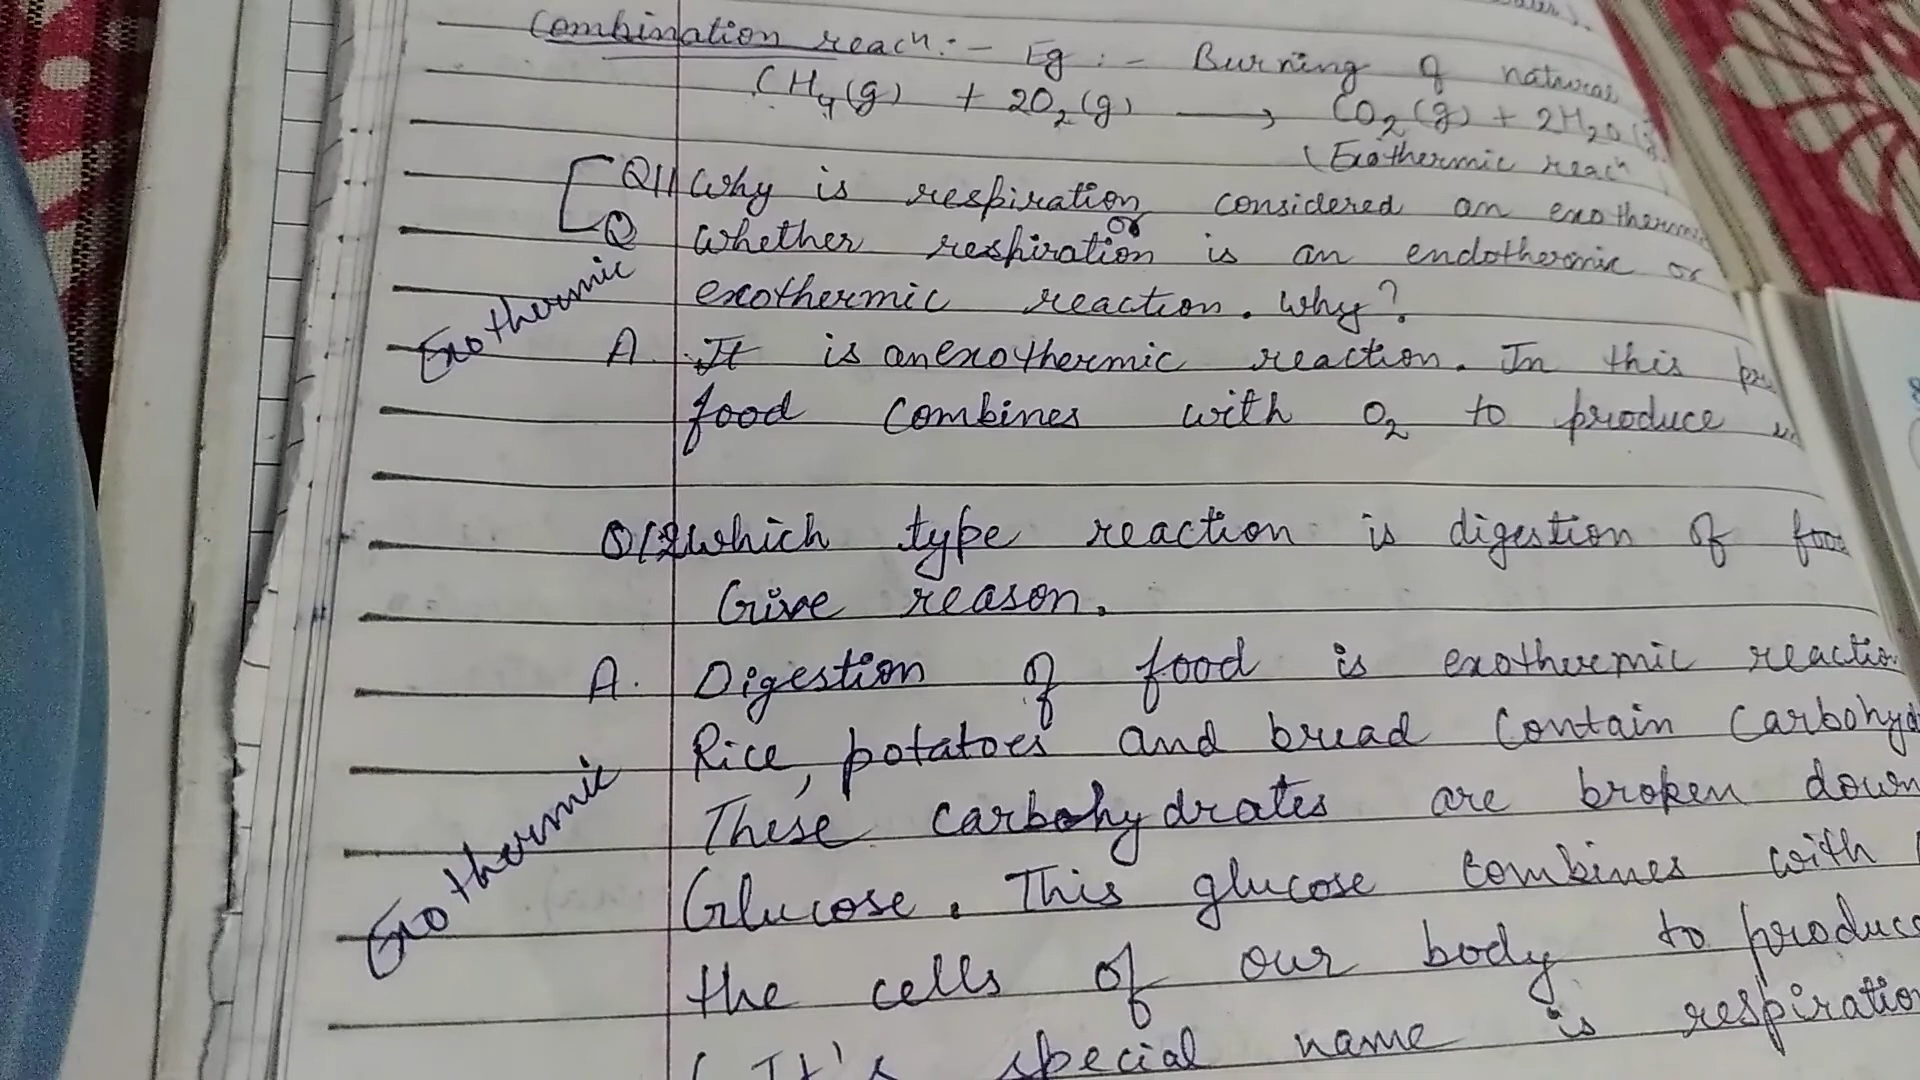 Combination reacn:- Eg:- Burning of natural
CH4(g) + 2O2(g) → CO2(g) + 2H2O(g)
(Exothermic reacn
Q11 Why is respiration considered an exothermic
or
Q Whether respiration is an endothermic or
exothermic reaction. Why?
Exothermic
A. It is an exothermic reaction. In this
food combines with O2 to produce
Q12 which type reaction is digestion of food
Give reason.
A. Digestion of food is exothermic reaction
Rice, potatoes and bread contain carbohyd
These carbohydrates are broken down
Exothermic
Glucose. This glucose combines with
the cells of our body to produce
( It's special name is respiration